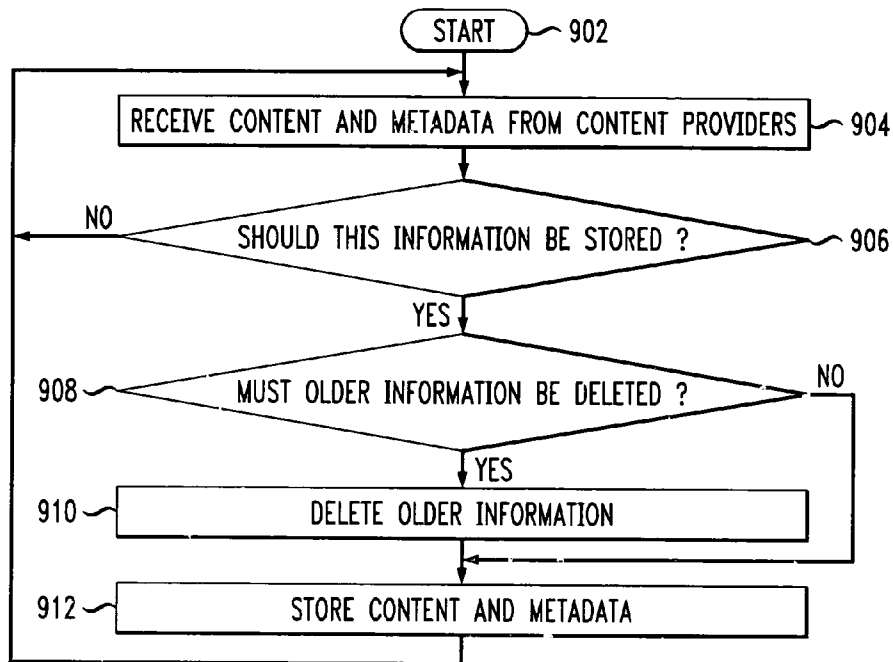 START
902
RECEIVE CONTENT AND METADATA FROM CONTENT PROVIDERS
904
NO
SHOULD THIS INFORMATION BE STORED ?
906
YES
908
MUST OLDER INFORMATION BE DELETED ?
NO
YES
910
DELETE OLDER INFORMATION
912
STORE CONTENT AND METADATA